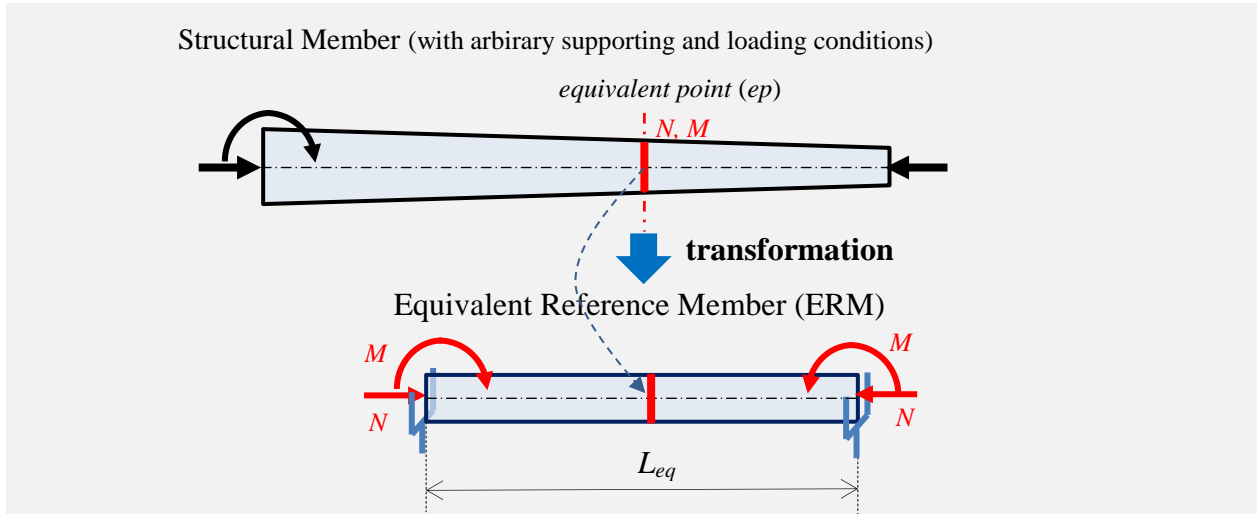 Structural Member (with arbirary supporting and loading conditions)
equivalent point (ep)
N, M
transformation
Equivalent Reference Member (ERM)
M
M
N
N
Leq